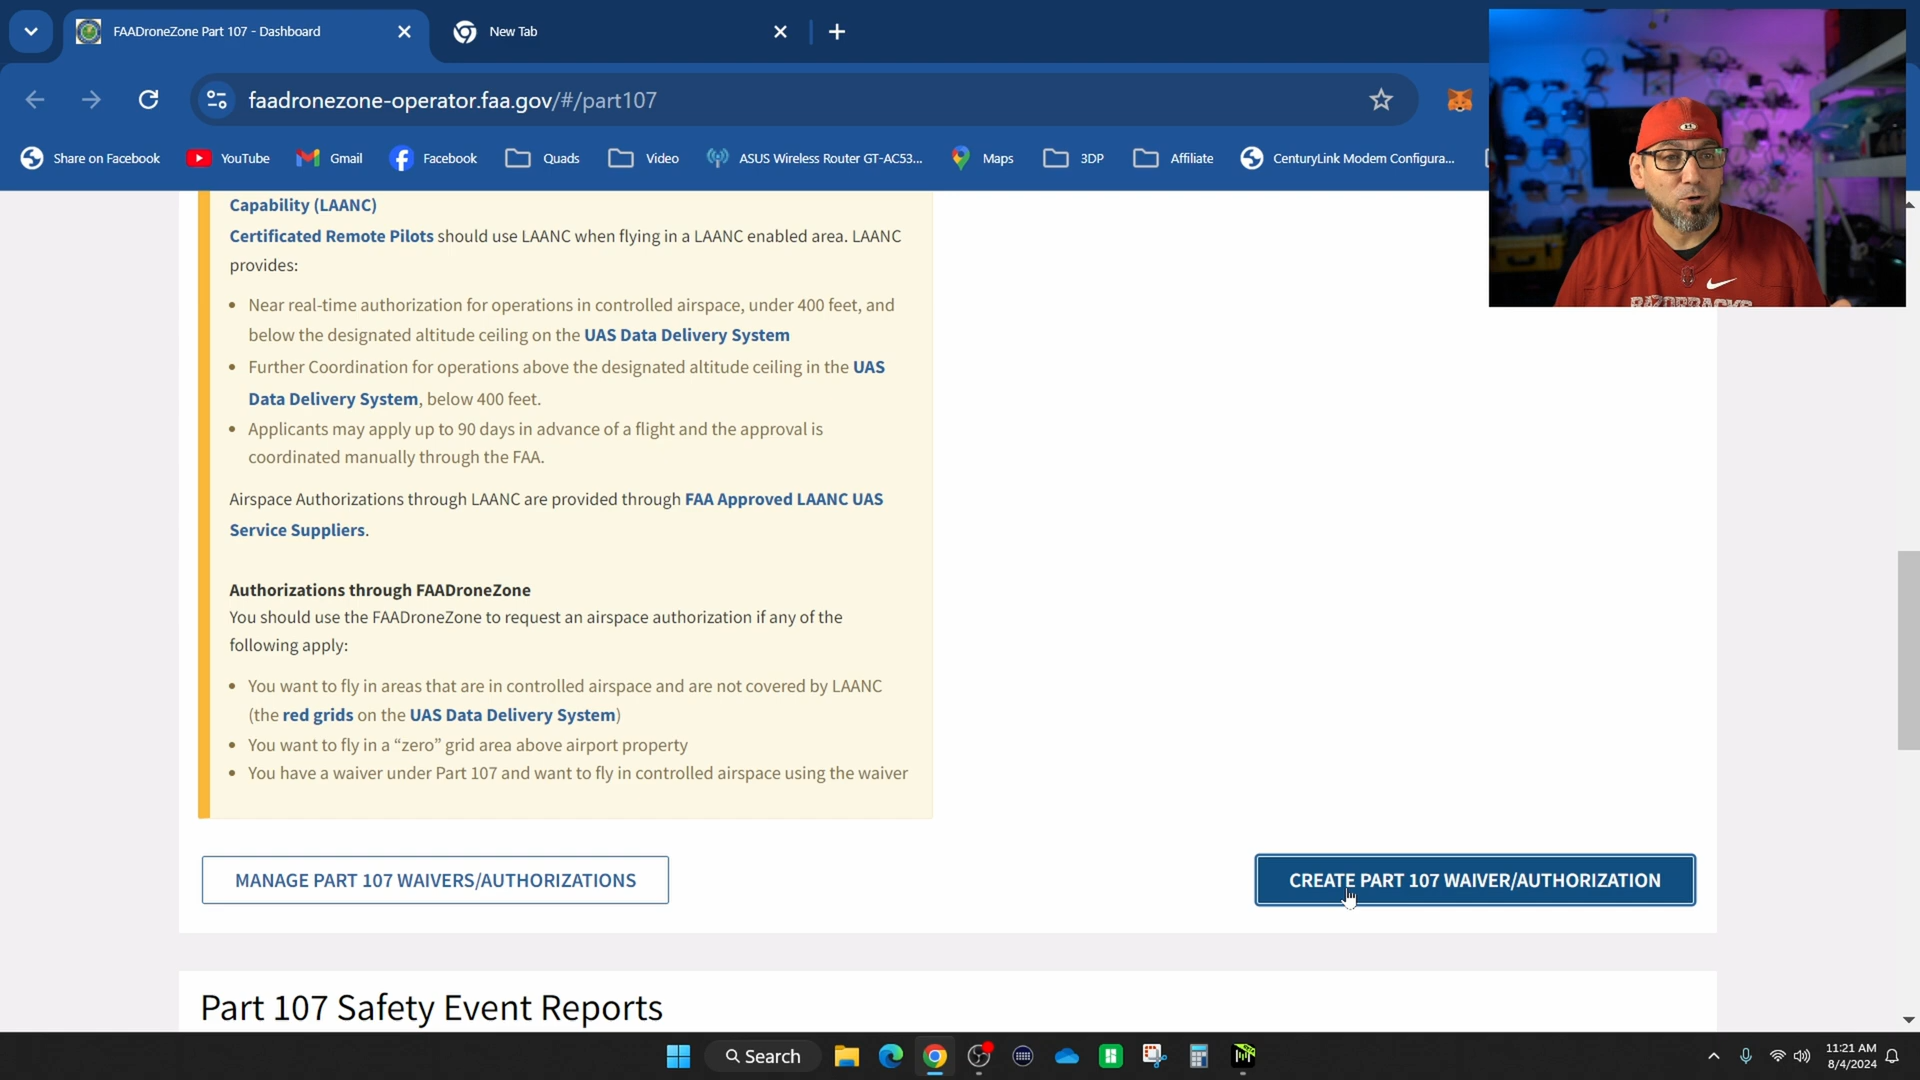 FAADroneZone Part 107 - Dashboard
New Tab
faadronezone-operator.faa.gov/#/part107
Share on Facebook
YouTube
Gmail
Facebook
Quads
Video
ASUS Wireless Router GT-AC53...
Maps
3DP
Affiliate
CenturyLink Modem Configura...
RAZORBACKS
Capability (LAANC)
Certificated Remote Pilots should use LAANC when flying in a LAANC enabled area. LAANC
provides:
Near real-time authorization for operations in controlled airspace, under 400 feet, and
below the designated altitude ceiling on the UAS Data Delivery System
Further Coordination for operations above the designated altitude ceiling in the UAS
Data Delivery System, below 400 feet.
Applicants may apply up to 90 days in advance of a flight and the approval is
coordinated manually through the FAA.
Airspace Authorizations through LAANC are provided through FAA Approved LAANC UAS
Service Suppliers.
Authorizations through FAADroneZone
You should use the FAADroneZone to request an airspace authorization if any of the
following apply:
You want to fly in areas that are in controlled airspace and are not covered by LAANC
(the red grids on the UAS Data Delivery System)
You want to fly in a “zero” grid area above airport property
You have a waiver under Part 107 and want to fly in controlled airspace using the waiver
MANAGE PART 107 WAIVERS/AUTHORIZATIONS
CREATE PART 107 WAIVER/AUTHORIZATION
Part 107 Safety Event Reports
Search
11:21 AM
8/4/2024